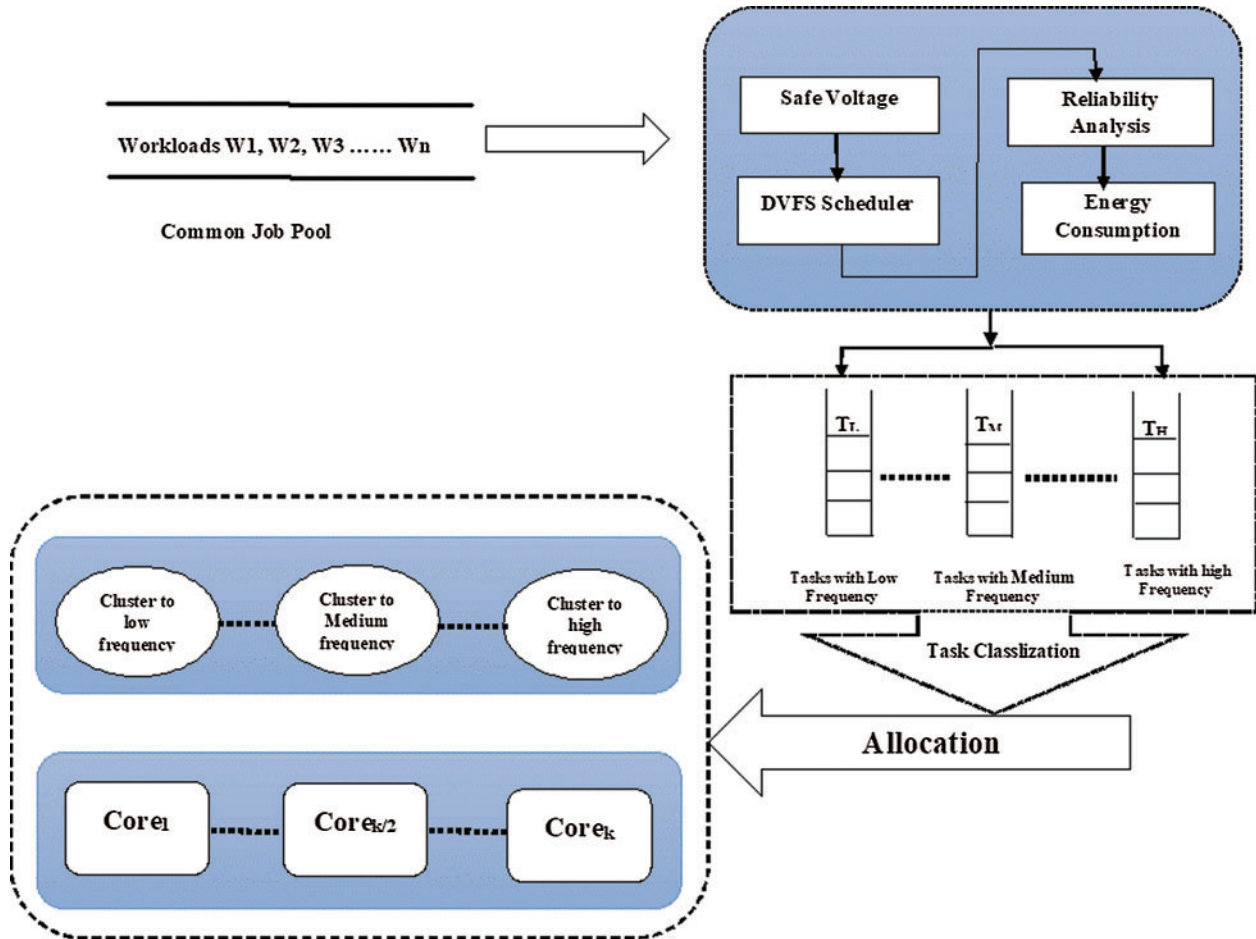 Workloads W1, W2, W3 ...... Wn
Common Job Pool
Safe Voltage
DVFS Scheduler
Reliability
Analysis
Energy
Consumption
TL
TM
TH
Tasks with Low
Frequency
Tasks with Medium
Frequency
Tasks with high
Frequency
Task Classlization
Allocation
Cluster to
low
frequency
Cluster to
Medium
frequency
Cluster to
high
frequency
Core1
Corek/2
Corek